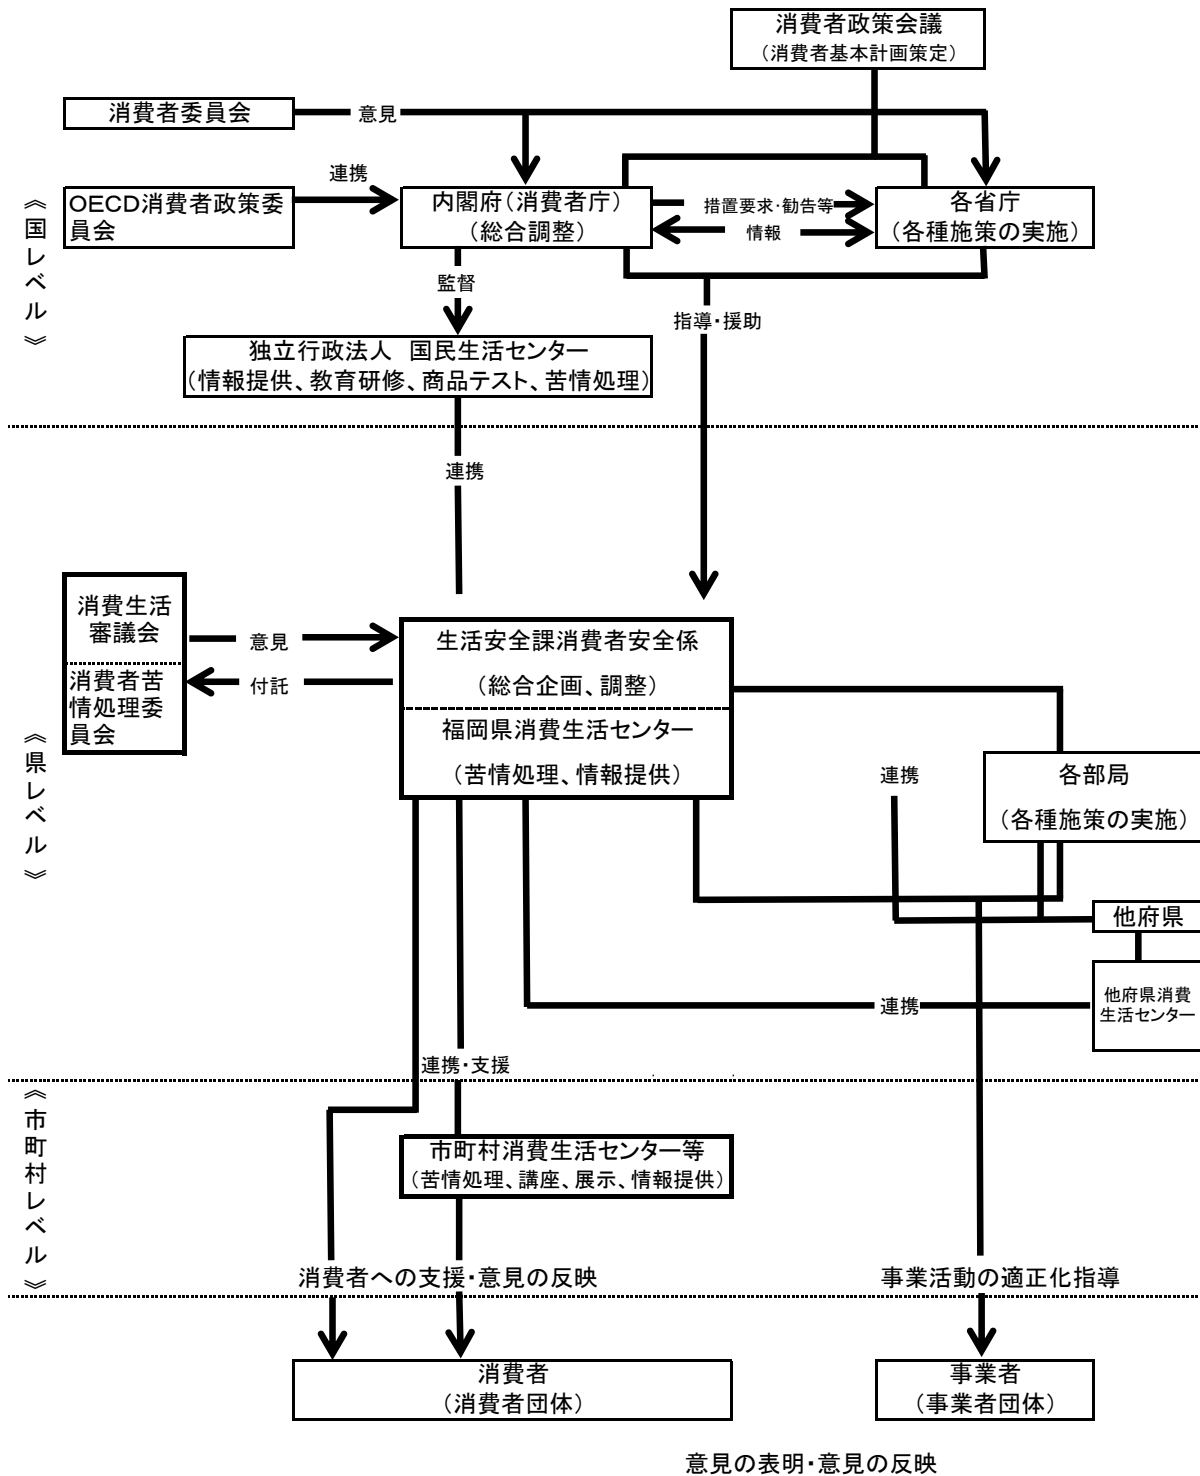 消費者政策会議
（消費者基本計画策定）
消費者委員会
意見
連携
OECD消費者政策委
員会
内閣府（消費者庁）
（総合調整）
措置要求・勧告等
情報
各省庁
（各種施策の実施）
《国レベル》
監督
指導・援助
独立行政法人　国民生活センター
（情報提供、教育研修、商品テスト、苦情処理）
連携
消費生活
審議会
消費者苦
情処理委
員会
意見
付託
生活安全課消費者安全係
（総合企画、調整）
福岡県消費生活センター
（苦情処理、情報提供）
《県レベル》
連携
各部局
（各種施策の実施）
他府県
他府県消費
生活センター
連携
連携・支援
《市町村レベル》
市町村消費生活センター等
（苦情処理、講座、展示、情報提供）
消費者への支援・意見の反映
事業活動の適正化指導
消費者
（消費者団体）
事業者
（事業者団体）
意見の表明・意見の反映